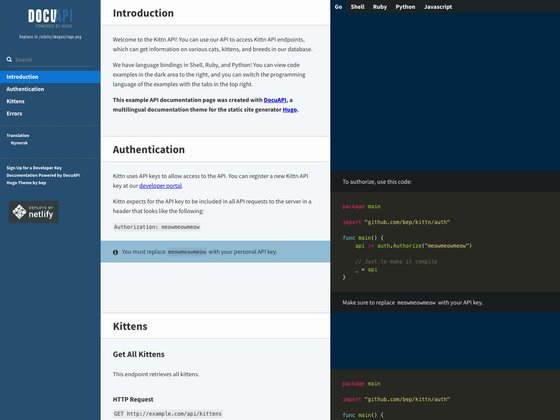 DOCUAPI
POWERED BY HUGO
Replace in /static/images/logo.png
Search
Introduction
Authentication
Kittens
Errors
Translation
Nynorsk
Sign Up for a Developer Key
Documentation Powered by DocuAPI
Hugo Theme by bep
DEPLOYS BY
netlify
Introduction
Welcome to the Kittn API! You can use our API to access Kittn API endpoints,
which can get information on various cats, kittens, and breeds in our database.
We have language bindings in Shell, Ruby, and Python! You can view code
examples in the dark area to the right, and you can switch the programming
language of the examples with the tabs in the top right.
This example API documentation page was created with DocuAPI, a
multilingual documentation theme for the static site generator Hugo.
Authentication
Kittn uses API keys to allow access to the API. You can register a new Kittn API
key at our developer portal.
Kittn expects for the API key to be included in all API requests to the server in a
header that looks like the following:
Authorization: meowmeowmeow
You must replace meowmeowmeow with your personal API key.
Kittens
Get All Kittens
This endpoint retrieves all kittens.
HTTP Request
GET http://example.com/api/kittens
Go Shell Ruby Python Javascript
To authorize, use this code:
package main
import "github.com/bep/kittn/auth"
func main() {
api := auth.Authorize("meowmeowmeow")
// Just to make it compile
_ = api
}
Make sure to replace meowmeowmeow with your API key.
package main
import "github.com/bep/kittn/auth"
func main() {